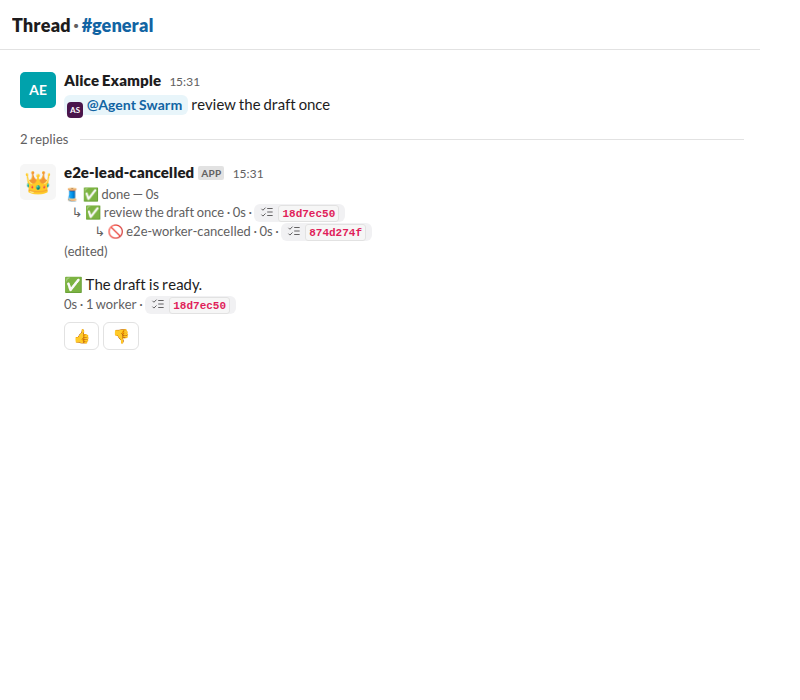 Thread • #general
AE
Alice Example 15:31
AS @Agent Swarm review the draft once
2 replies
e2e-lead-cancelled APP 15:31
🧵 ✅ done — 0s
↳ ✅ review the draft once · 0s · 18d7ec50
↳ 🚫 e2e-worker-cancelled · 0s · 874d274f
(edited)
✅ The draft is ready.
0s · 1 worker · 18d7ec50
👍 👎